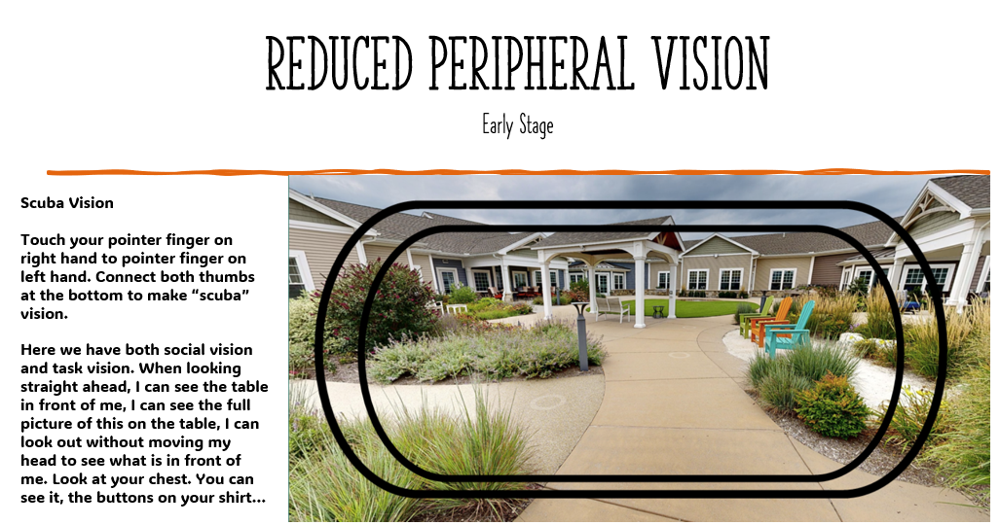 REDUCED PERIPHERAL VISION
Early Stage
Scuba Vision
Touch your pointer finger on
right hand to pointer finger on
left hand. Connect both thumbs
at the bottom to make “scuba”
vision.
Here we have both social vision
and task vision. When looking
straight ahead, I can see the table
in front of me, I can see the full
picture of this on the table, I can
look out without moving my
head to see what is in front of
me. Look at your chest. You can
see it, the buttons on your shirt...